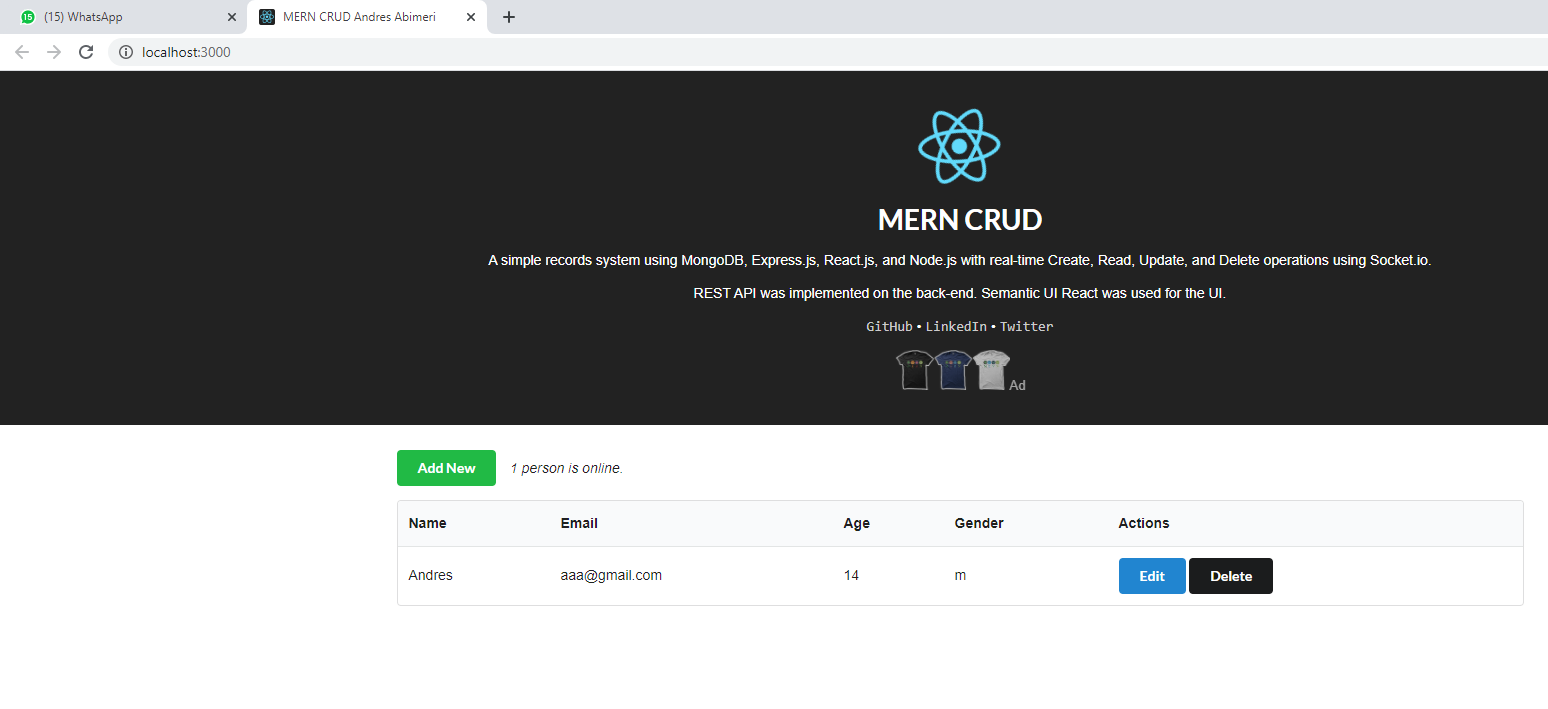 15 (15) WhatsApp MERN CRUD Andres Abimeri
localhost:3000
MERN CRUD
A simple records system using MongoDB, Express.js, React.js, and Node.js with real-time Create, Read, Update, and Delete operations using Socket.io.
REST API was implemented on the back-end. Semantic UI React was used for the UI.
GitHub • LinkedIn • Twitter
Ad
Add New 1 person is online.
Name Email Age Gender Actions
Andres aaa@gmail.com 14 m Edit Delete